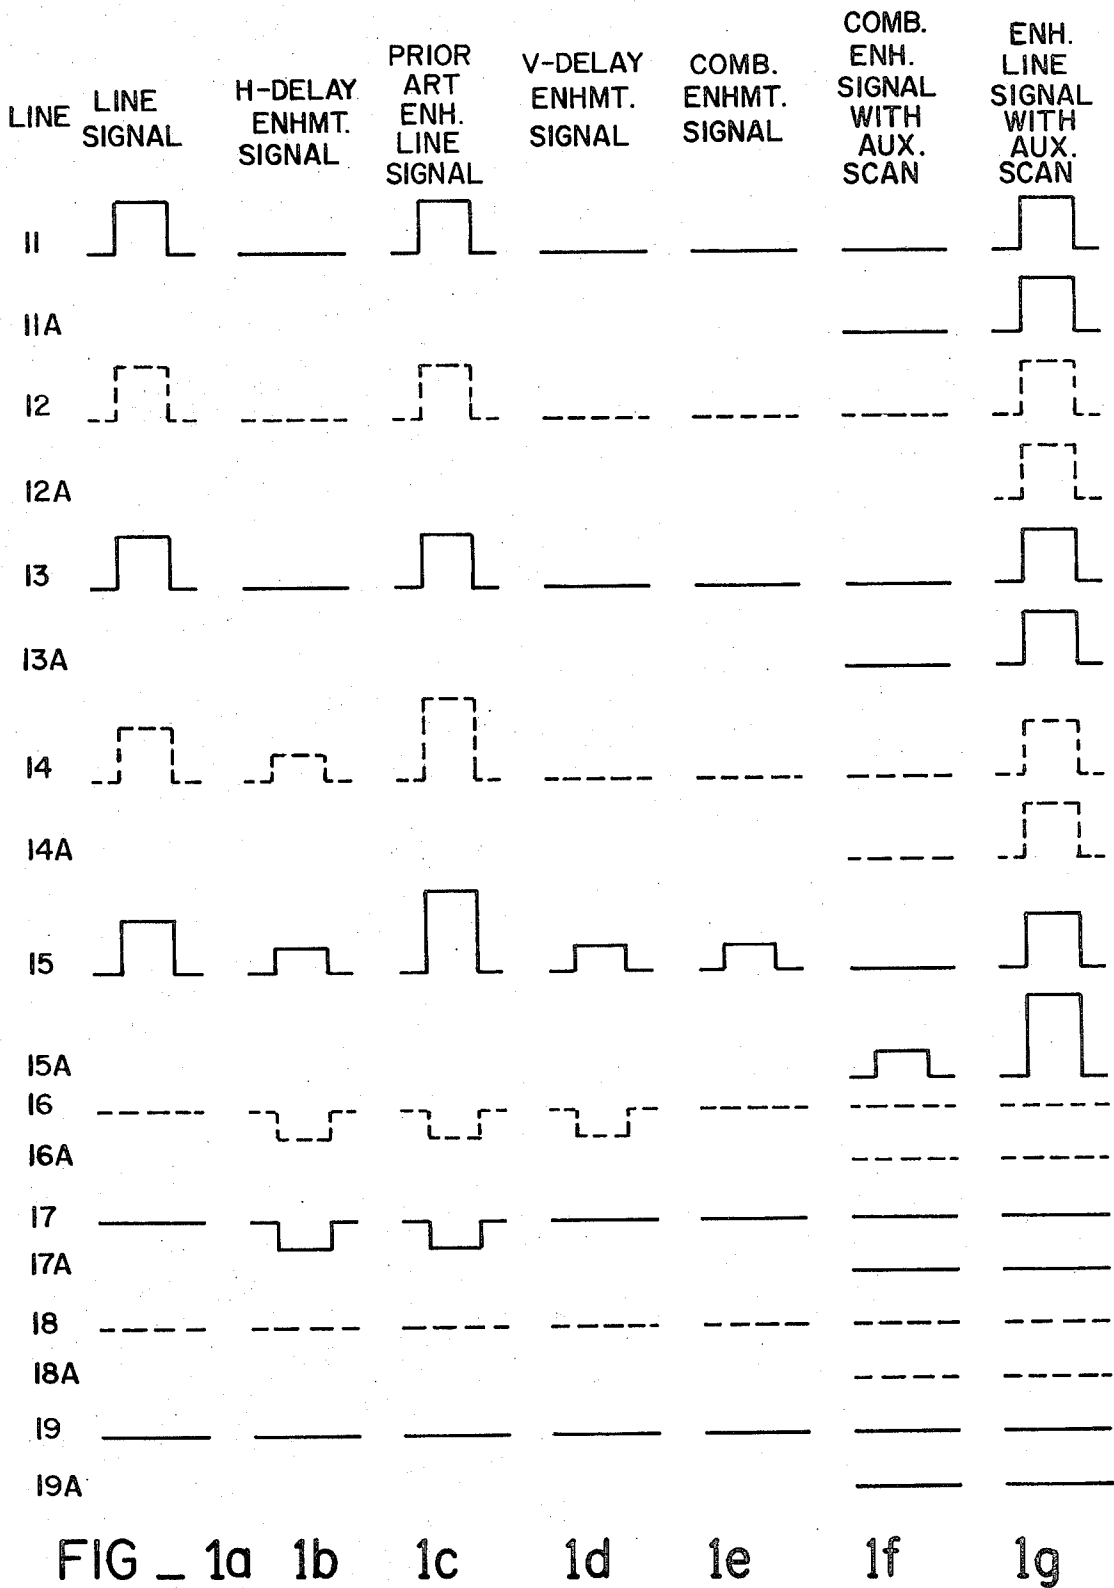 LINE
LINE
SIGNAL
H-DELAY
ENHMT.
SIGNAL
PRIOR
ART
ENH.
LINE
SIGNAL
V-DELAY
ENHMT.
SIGNAL
COMB.
ENHMT.
SIGNAL
COMB.
ENH.
SIGNAL
WITH
AUX.
SCAN
ENH.
LINE
SIGNAL
WITH
AUX.
SCAN
11
11A
12
12A
13
13A
14
14A
15
15A
16
16A
17
17A
18
18A
19
19A
FIG _ 1a 1b 1c 1d 1e 1f 1g